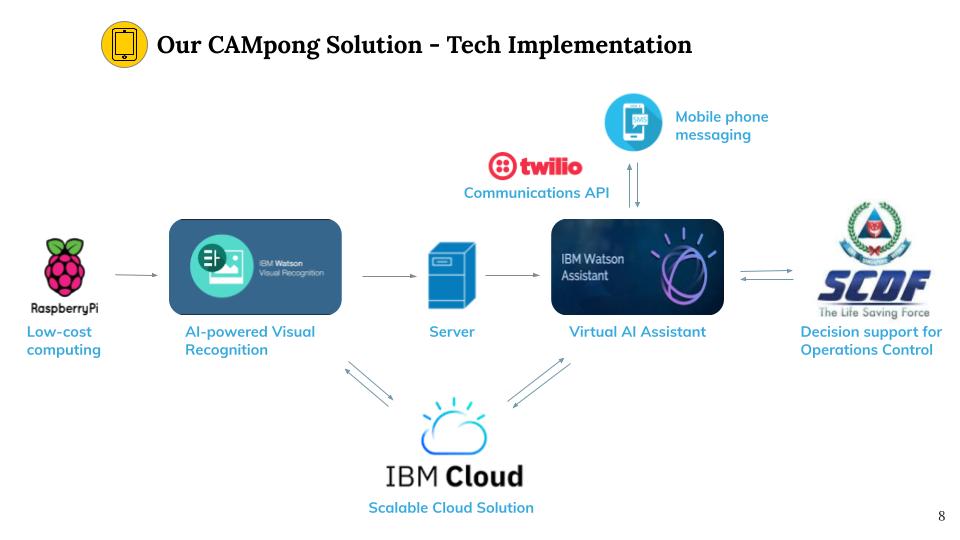 Our CAMpong Solution - Tech Implementation
SMS
Mobile phone
messaging
twilio
Communications API
IBM Watson
Visual Recognition
IBM Watson
Assistant
RaspberryPi
SCDF
The Life Saving Force
Low-cost
computing
AI-powered Visual
Recognition
Server
Virtual AI Assistant
Decision support for
Operations Control
IBM Cloud
Scalable Cloud Solution
8